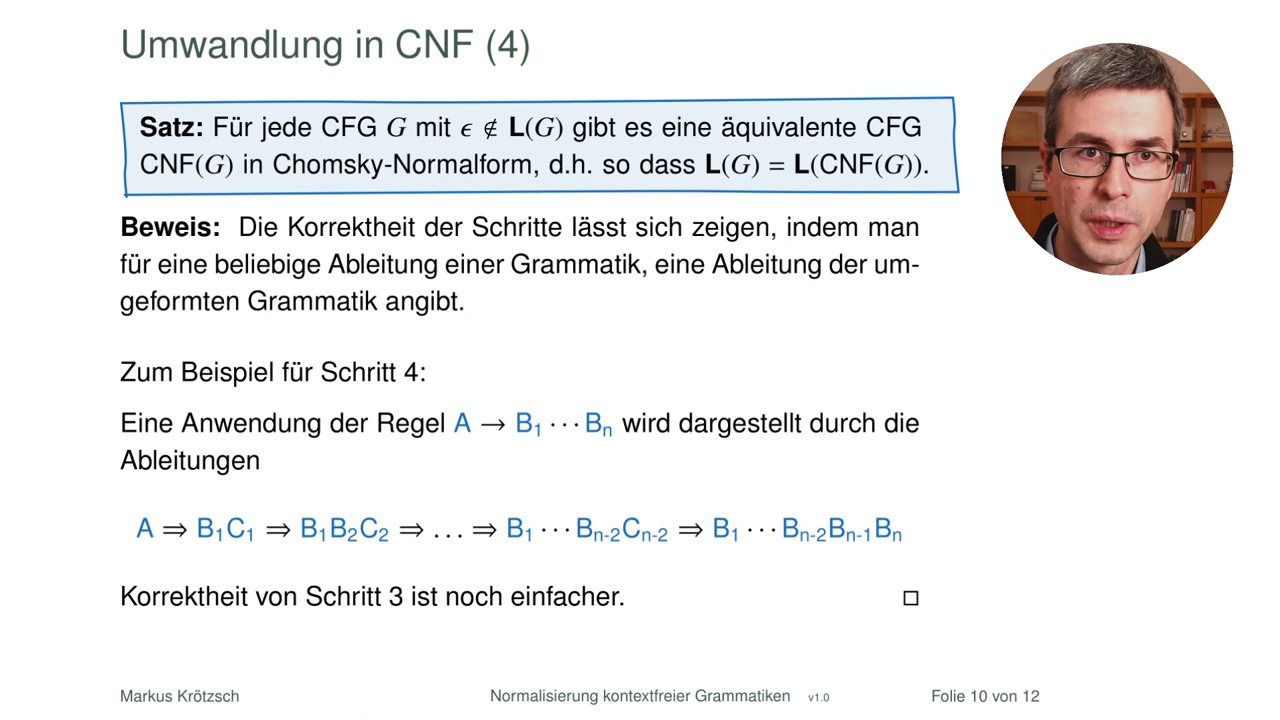 Umwandlung in CNF (4)
Satz: Für jede CFG G mit ϵ ∉ L(G) gibt es eine äquivalente CFG
CNF(G) in Chomsky-Normalform, d.h. so dass L(G) = L(CNF(G)).
Beweis: Die Korrektheit der Schritte lässt sich zeigen, indem man
für eine beliebige Ableitung einer Grammatik, eine Ableitung der um-
geformten Grammatik angibt.
Zum Beispiel für Schritt 4:
Eine Anwendung der Regel A → B₁ ⋯ Bₙ wird dargestellt durch die
Ableitungen
A ⇒ B₁C₁ ⇒ B₁B₂C₂ ⇒ … ⇒ B₁ ⋯ Bₙ₋₂Cₙ₋₂ ⇒ B₁ ⋯ Bₙ₋₂Bₙ₋₁Bₙ
Korrektheit von Schritt 3 ist noch einfacher. □
Markus Krötzsch Normalisierung kontextfreier Grammatiken v1.0 Folie 10 von 12